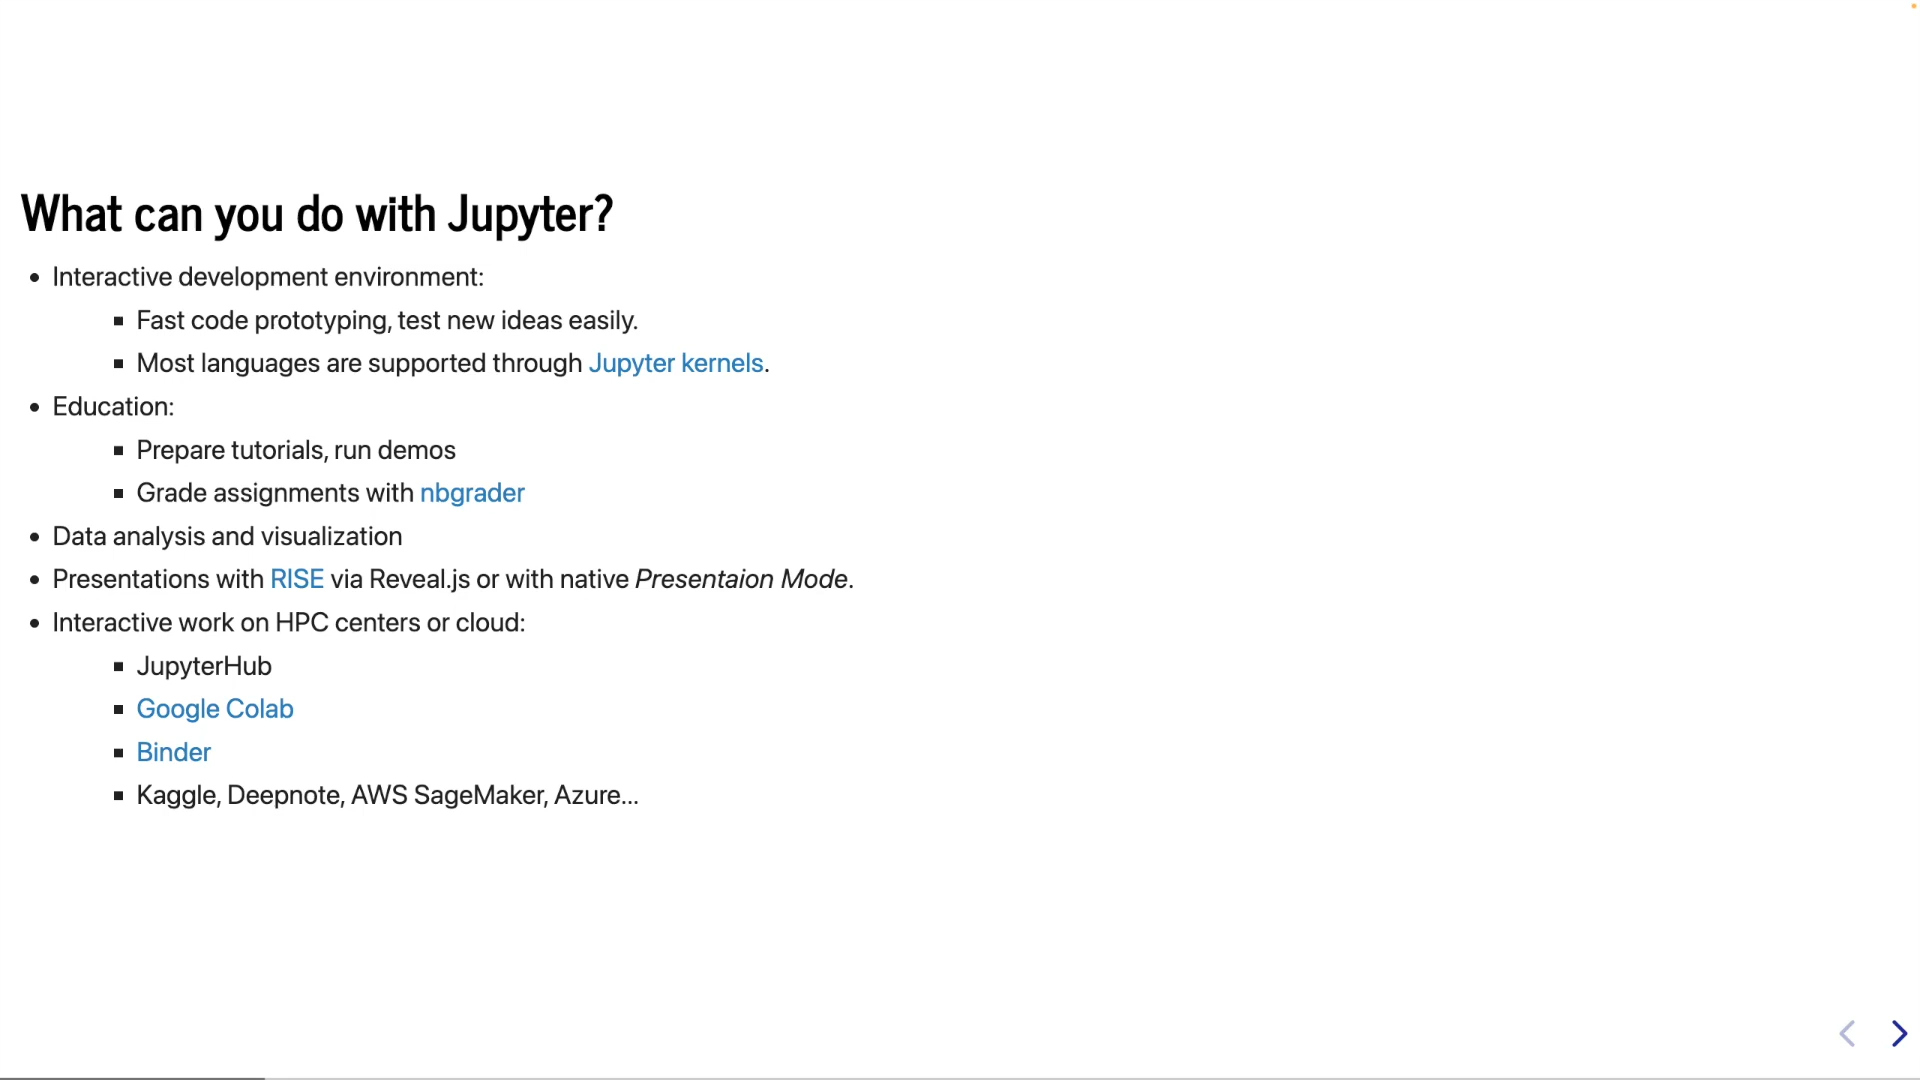 What can you do with Jupyter?
• Interactive development environment:
▪ Fast code prototyping, test new ideas easily.
▪ Most languages are supported through Jupyter kernels.
• Education:
▪ Prepare tutorials, run demos
▪ Grade assignments with nbgrader
• Data analysis and visualization
• Presentations with RISE via Reveal.js or with native Presentaion Mode.
• Interactive work on HPC centers or cloud:
▪ JupyterHub
▪ Google Colab
▪ Binder
▪ Kaggle, Deepnote, AWS SageMaker, Azure...